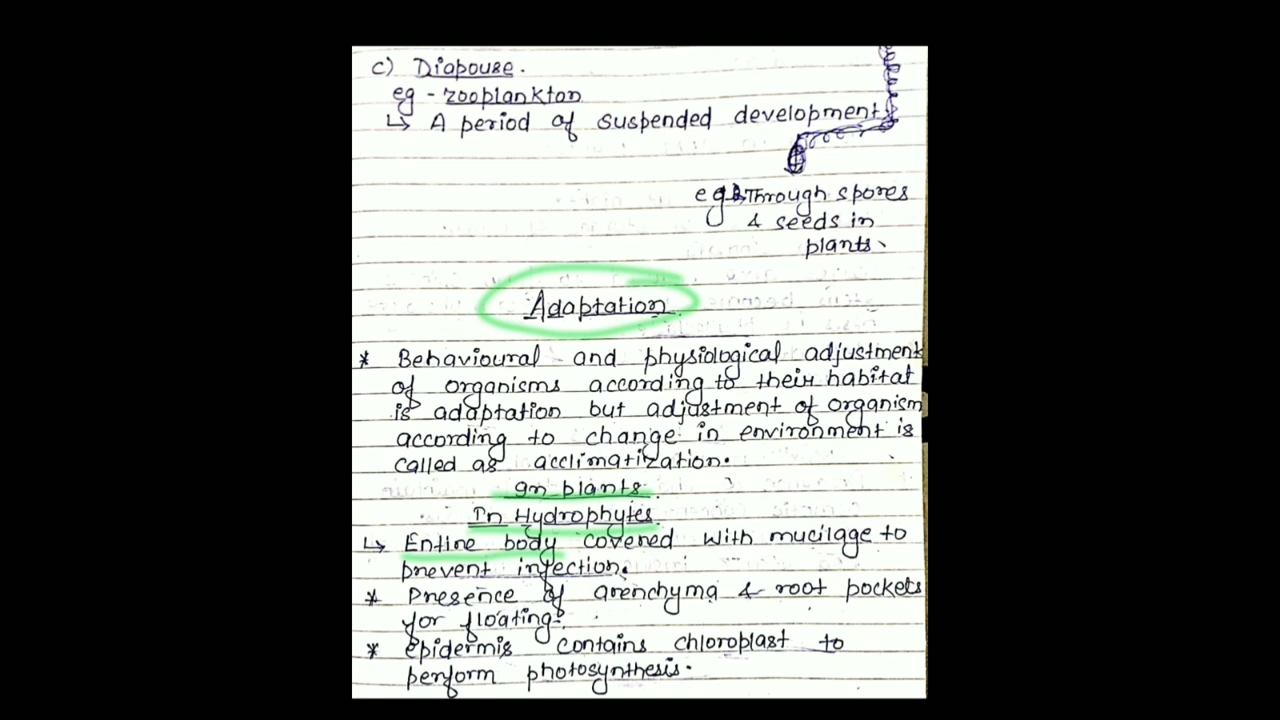 c) Diapouse.
eg - zooplankton
↳ A period of suspended development
eg → Through spores
& seeds in
plants.
Adaptation
* Behavioural and physiological adjustment
of organisms according to their habitat
is adaptation but adjustment of organism
according to change in environment is
called as acclimatization.
In plants
In Hydrophytes
↳ Entire body covered with mucilage to
prevent infection.
* Presence of arenchyma & root pockets
for floating.
* epidermis contains chloroplast to
perform photosynthesis.